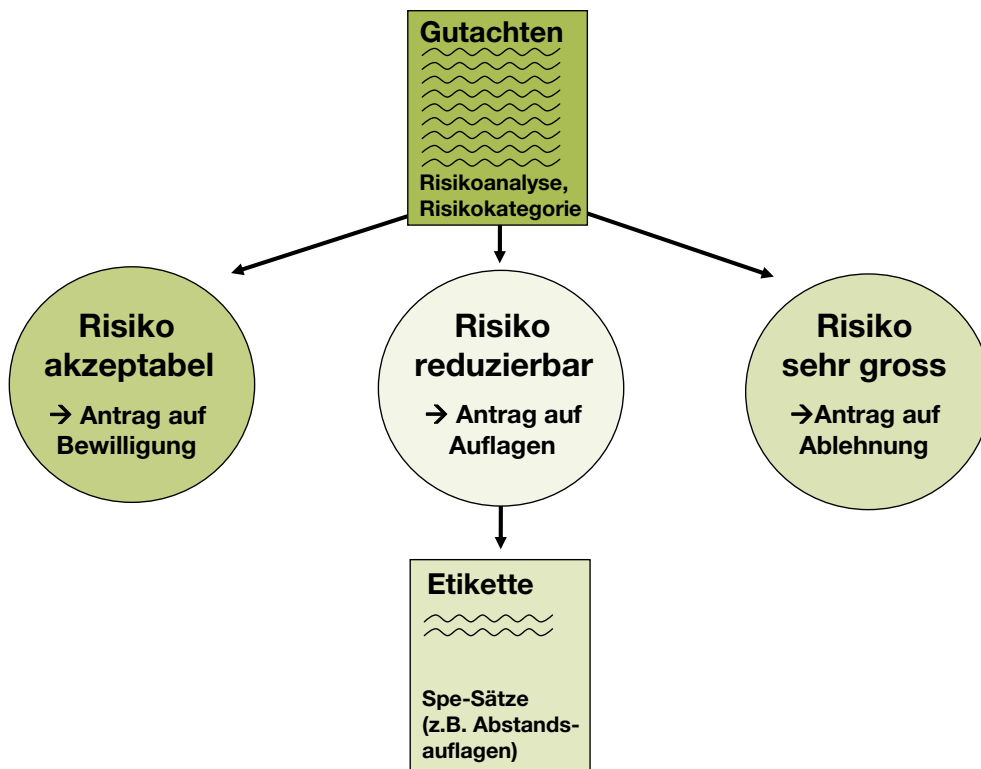 Gutachten
Risikoanalyse,
Risikokategorie
Risiko
akzeptabel
→ Antrag auf
Bewilligung
Risiko
reduzierbar
→ Antrag auf
Auflagen
Risiko
sehr gross
→Antrag auf
Ablehnung
Etikette
Spe-Sätze
(z.B. Abstands-
auflagen)